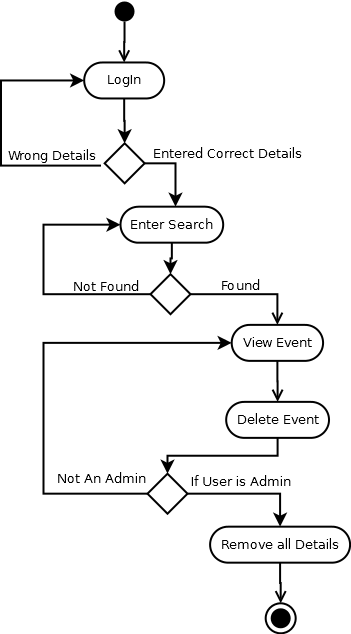 LogIn
Wrong Details
Entered Correct Details
Enter Search
Not Found
Found
View Event
Delete Event
Not An Admin
If User is Admin
Remove all Details